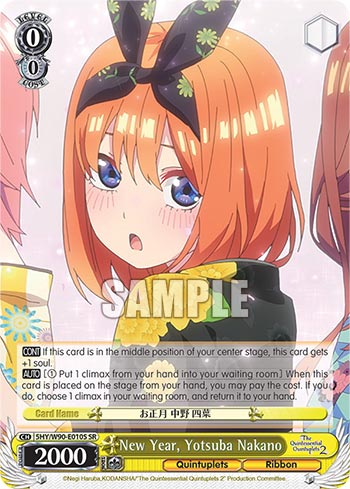 LEVEL
0
0
COST
SAMPLE
CONT If this card is in the middle position of your center stage, this card gets
+1 soul.
AUTO [① Put 1 climax from your hand into your waiting room] When this
card is placed on the stage from your hand, you may pay the cost. If you
do, choose 1 climax in your waiting room, and return it to your hand.
Card Name お正月 中野 四葉
CH 5HY/W90-E010S SR New Year, Yotsuba Nakano
The Quintessential Quintuplets 2
2000 Quintuplets Ribbon
©Negi Haruba,KODANSHA/"The Quintessential Quintuplets 2" Production Committee.